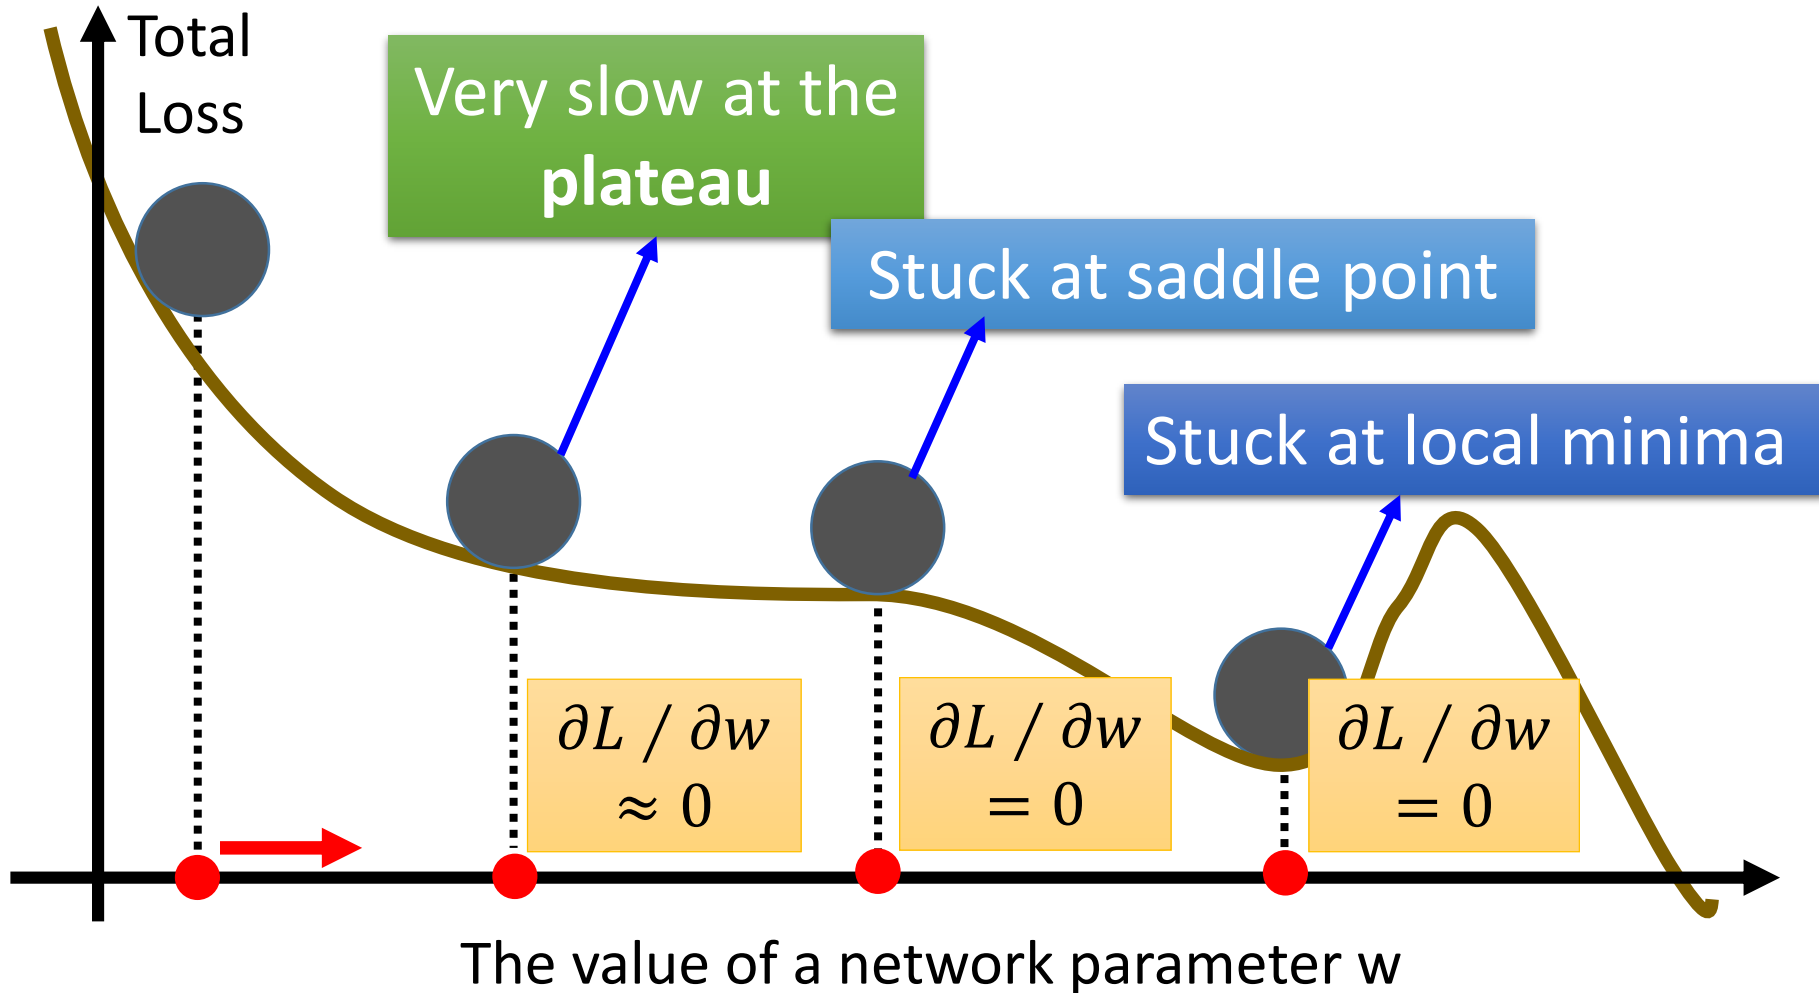 Total
Loss
Very slow at the
plateau
Stuck at saddle point
Stuck at local minima
∂L / ∂w
≈ 0
∂L / ∂w
= 0
∂L / ∂w
= 0
The value of a network parameter w